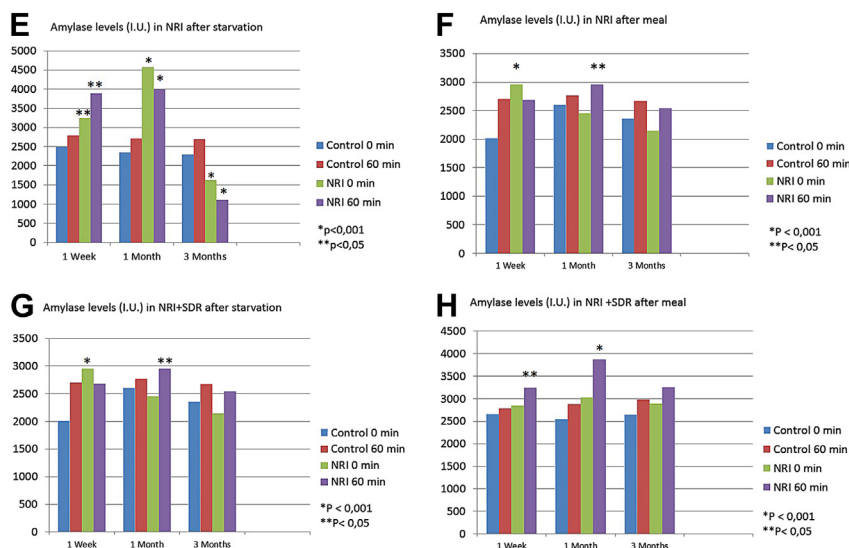 E
Amylase levels (I.U.) in NRI after starvation
5000
4500
4000
3500
3000
2500
2000
1500
1000
500
0
*
*
**
**
*
*
1 Week
1 Month
3 Months
Control 0 min
Control 60 min
NRI 0 min
NRI 60 min
*p<0,001
**p<0,05
F
Amylase levels (I.U.) in NRI after meal
3500
3000
2500
2000
1500
1000
500
0
*
**
1 Week
1 Month
3 Months
Control 0 min
Control 60 min
NRI 0 min
NRI 60 min
*P < 0,001
**P< 0,05
G
Amylase levels (I.U.) in NRI+SDR after starvation
3500
3000
2500
2000
1500
1000
500
0
*
**
1 Week
1 Month
3 Months
Control 0 min
Control 60 min
NRI 0 min
NRI 60 min
*P < 0,001
**P< 0,05
H
Amylase levels (I.U.) in NRI +SDR after meal
4500
4000
3500
3000
2500
2000
1500
1000
500
0
**
*
1 Week
1 Month
3 Months
Control 0 min
Control 60 min
NRI 0 min
NRI 60 min
*P < 0,001
**P< 0,05